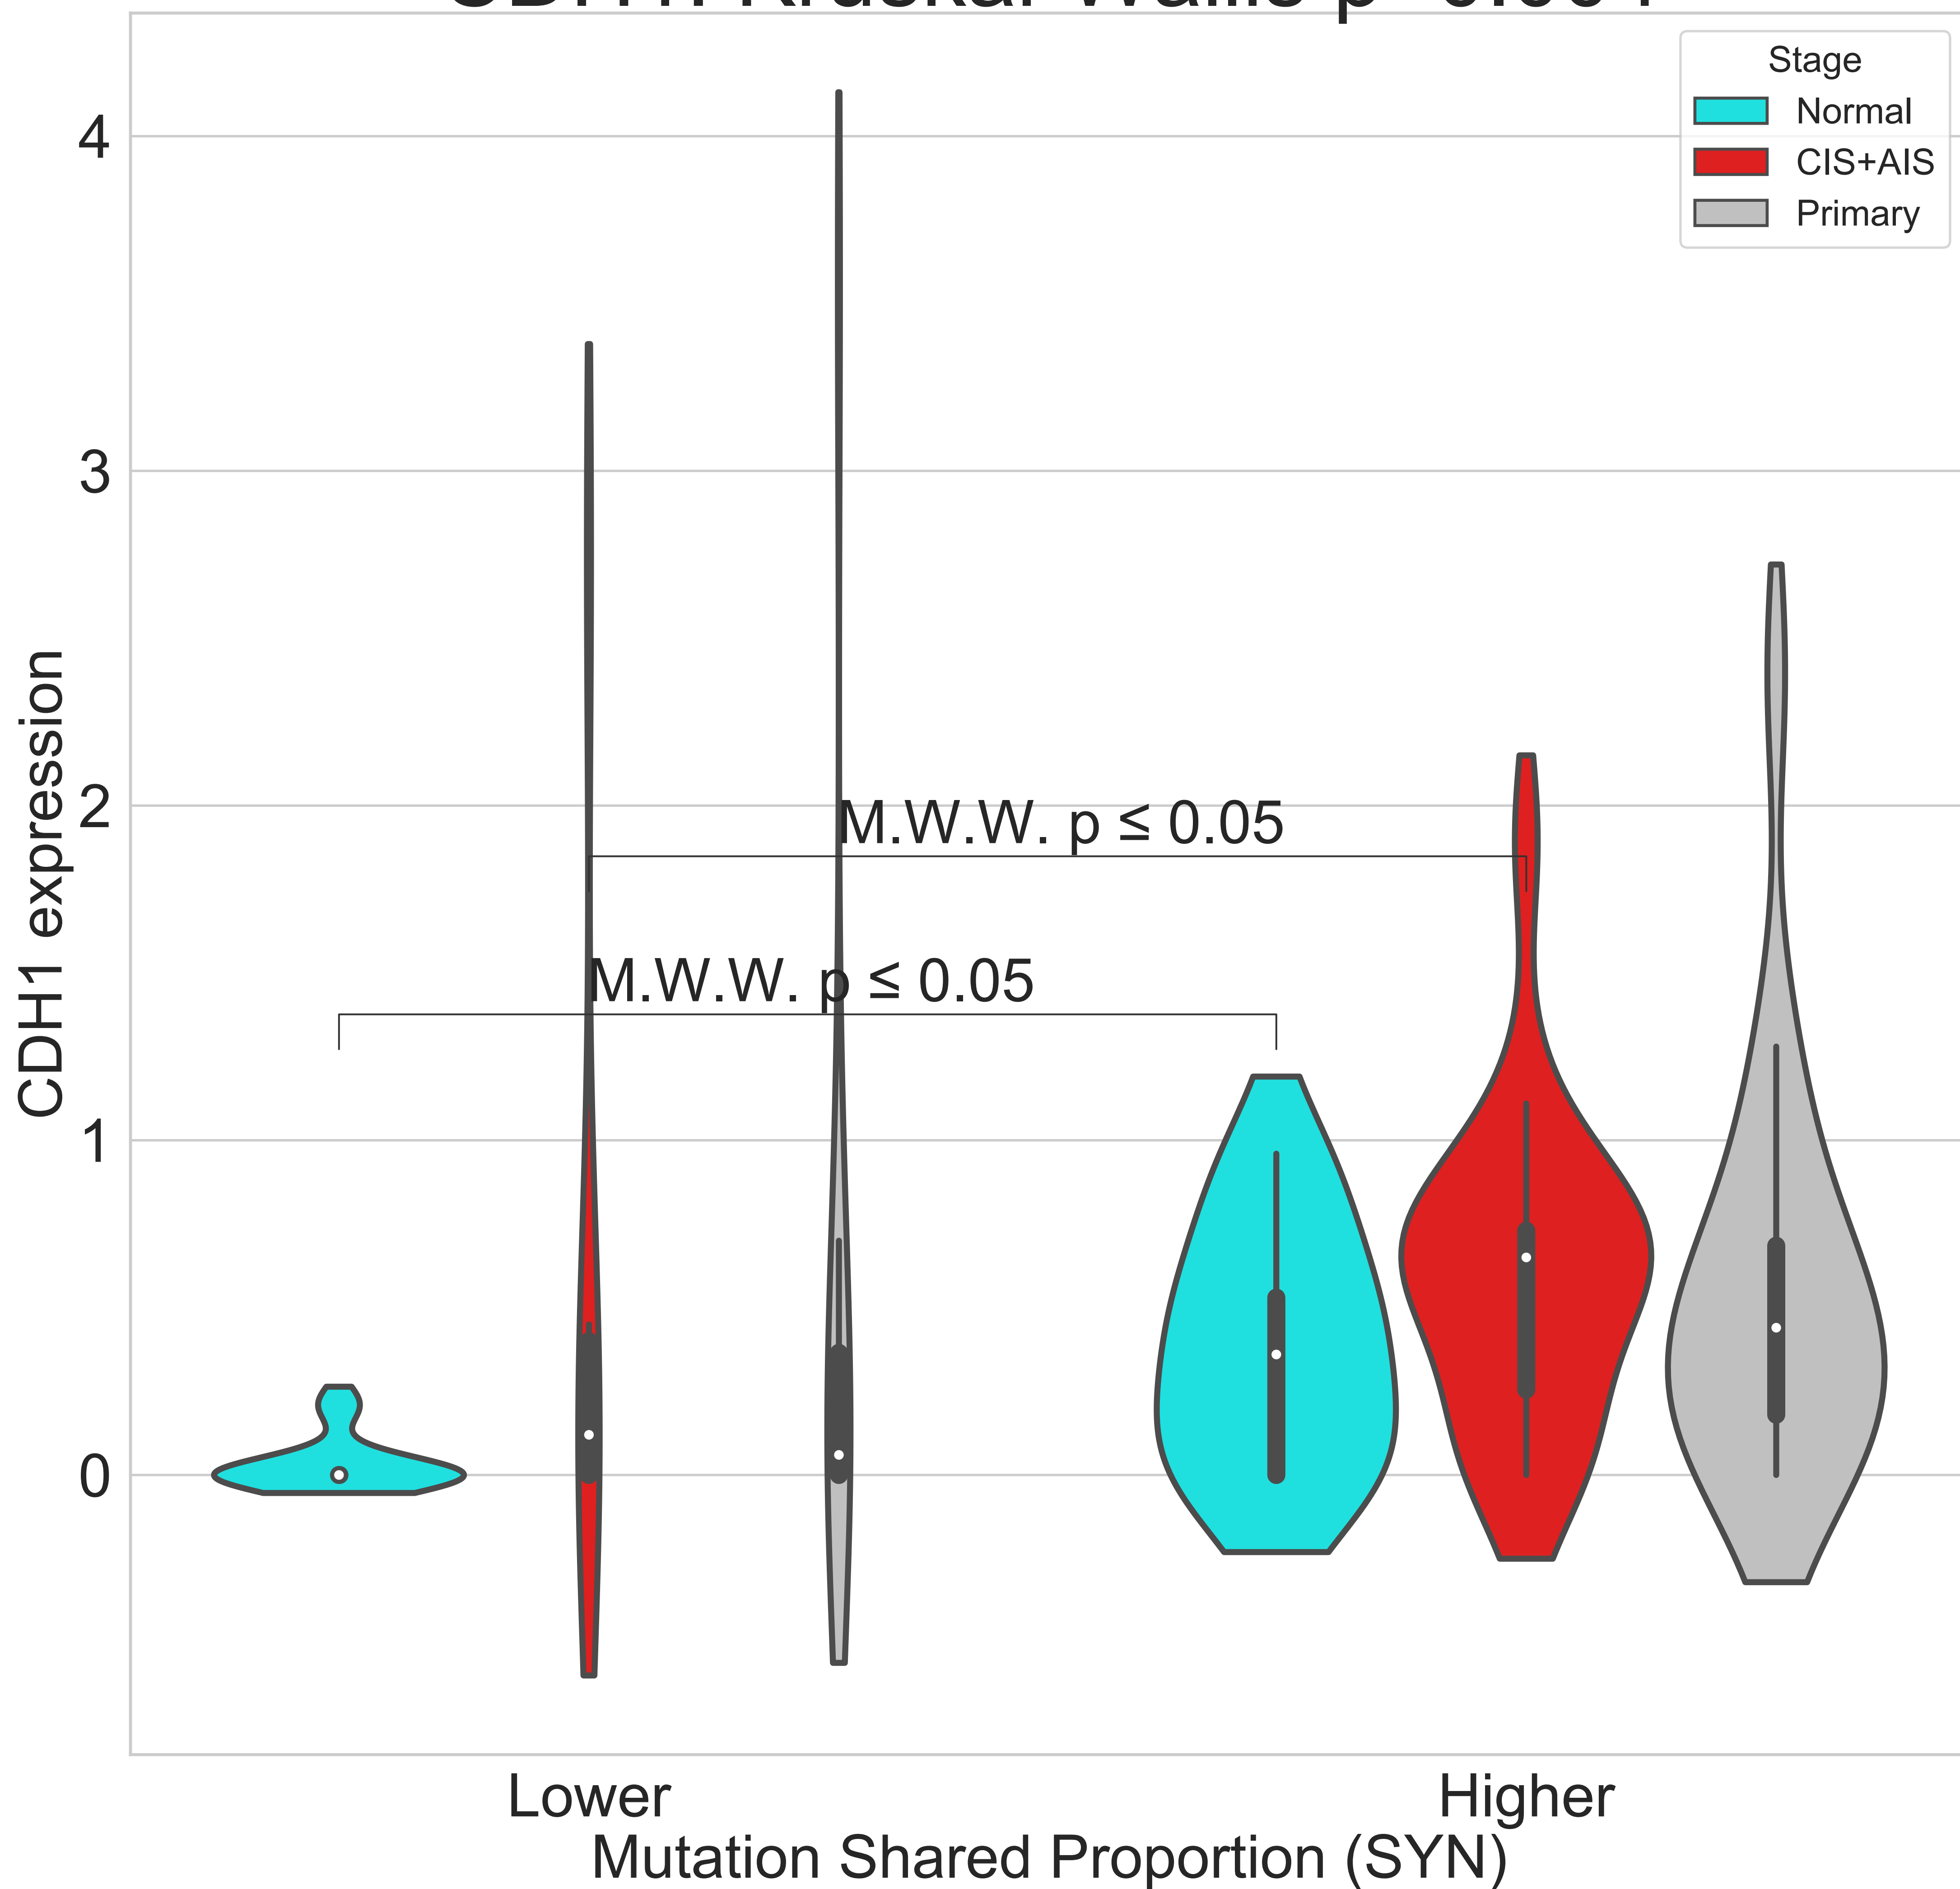 Stage
Normal
CIS+AIS
Primary
4
3
2
1
0
CDH1 expression
M.W.W. p ≤ 0.05
M.W.W. p ≤ 0.05
Lower
Higher
Mutation Shared Proportion (SYN)